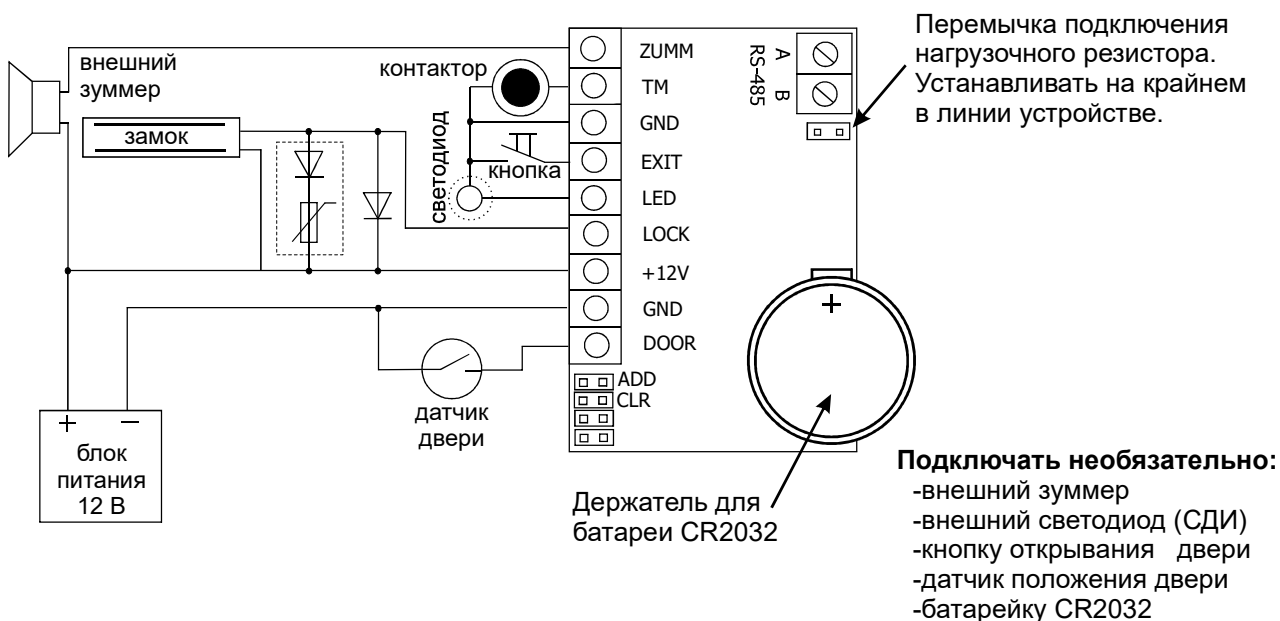 Перемычка подключения
нагрузочного резистора.
Устанавливать на крайнем
в линии устройстве.
внешний
зуммер
замок
контактор
светодиод
кнопка
ZUMM
TM
GND
EXIT
LED
LOCK
+12V
GND
DOOR
ADD
CLR
A
B
RS-485
+
+ −
блок
питания
12 В
датчик
двери
Держатель для
батареи CR2032
Подключать необязательно:
-внешний зуммер
-внешний светодиод (СДИ)
-кнопку открывания двери
-датчик положения двери
-батарейку CR2032